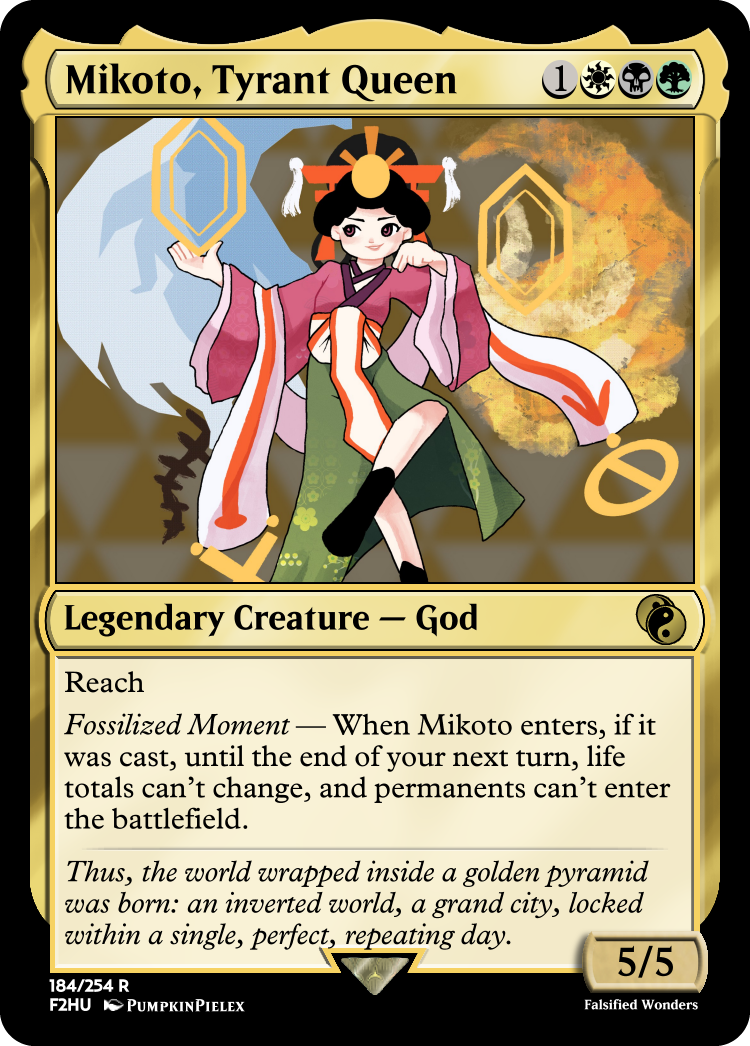 Mikoto, Tyrant Queen 1
Legendary Creature — God
Reach
Fossilized Moment — When Mikoto enters, if it
was cast, until the end of your next turn, life
totals can't change, and permanents can't enter
the battlefield.
Thus, the world wrapped inside a golden pyramid
was born: an inverted world, a grand city, locked
within a single, perfect, repeating day.
5/5
184/254 R
F2HU PumpkinPieleX
Falsified Wonders